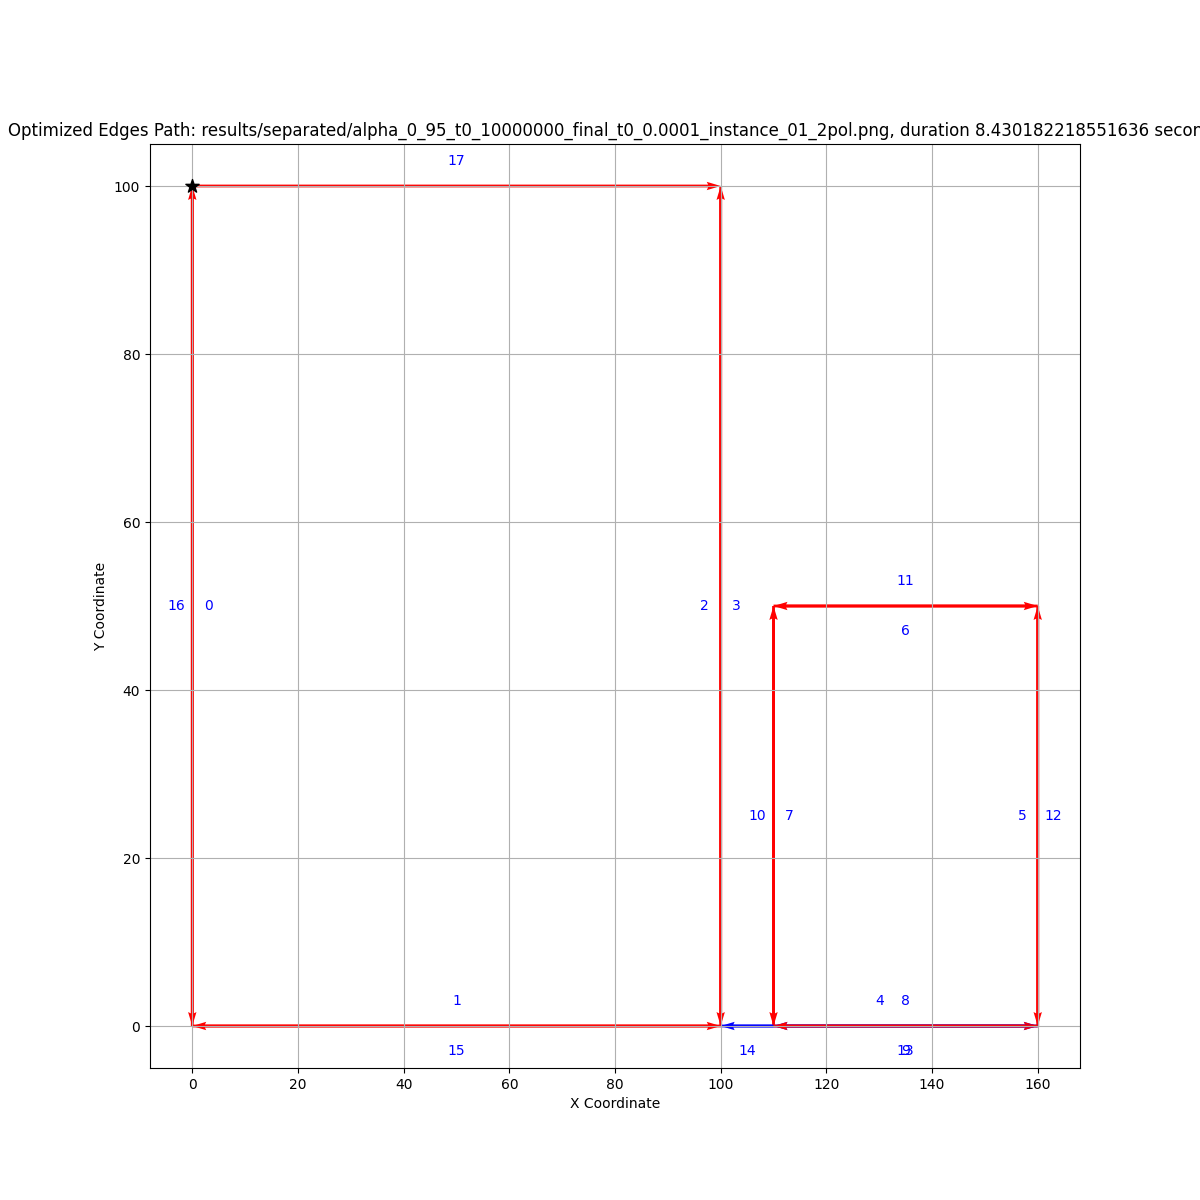 Optimized Edges Path: results/separated/alpha_0_95_t0_10000000_final_t0_0.0001_instance_01_2pol.png, duration 8.430182218551636 secon
17
100
80
11
60
16 0 2 3
6
Y Coordinate
40
10 7 5 12
20
1 4 8
0
15 14 13
9
0 20 40 60 80 100 120 140 160
X Coordinate